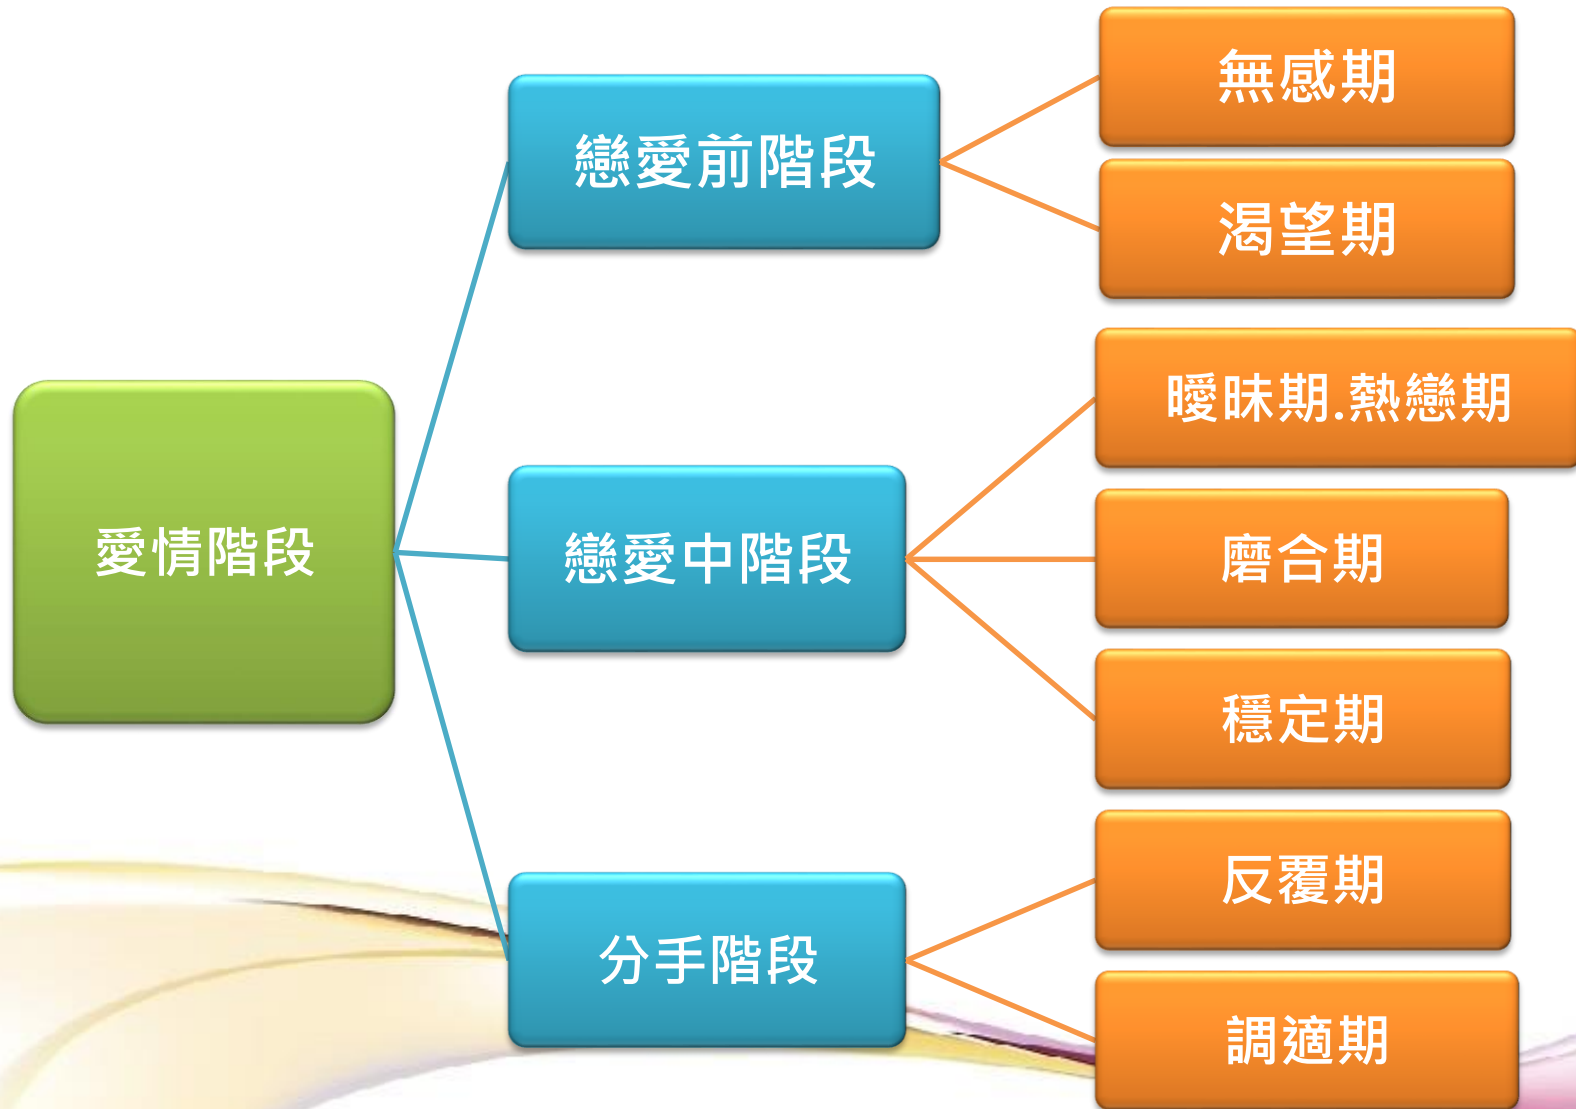 愛情階段
戀愛前階段
無感期
渴望期
戀愛中階段
曖昧期.熱戀期
磨合期
穩定期
分手階段
反覆期
調適期